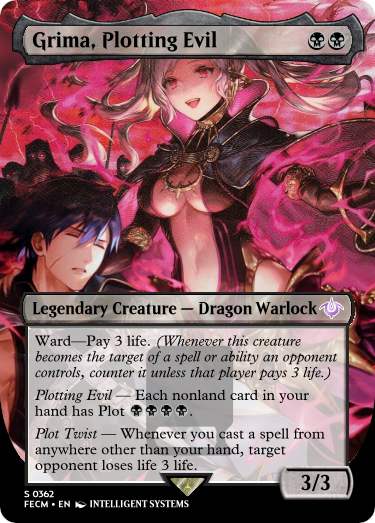 Grima, Plotting Evil
Legendary Creature — Dragon Warlock
Ward—Pay 3 life. (Whenever this creature
becomes the target of a spell or ability an opponent
controls, counter it unless that player pays 3 life.)
Plotting Evil — Each nonland card in your
hand has Plot .
Plot Twist — Whenever you cast a spell from
anywhere other than your hand, target
opponent loses life 3 life.
3/3
S 0362
FECM • EN INTELLIGENT SYSTEMS